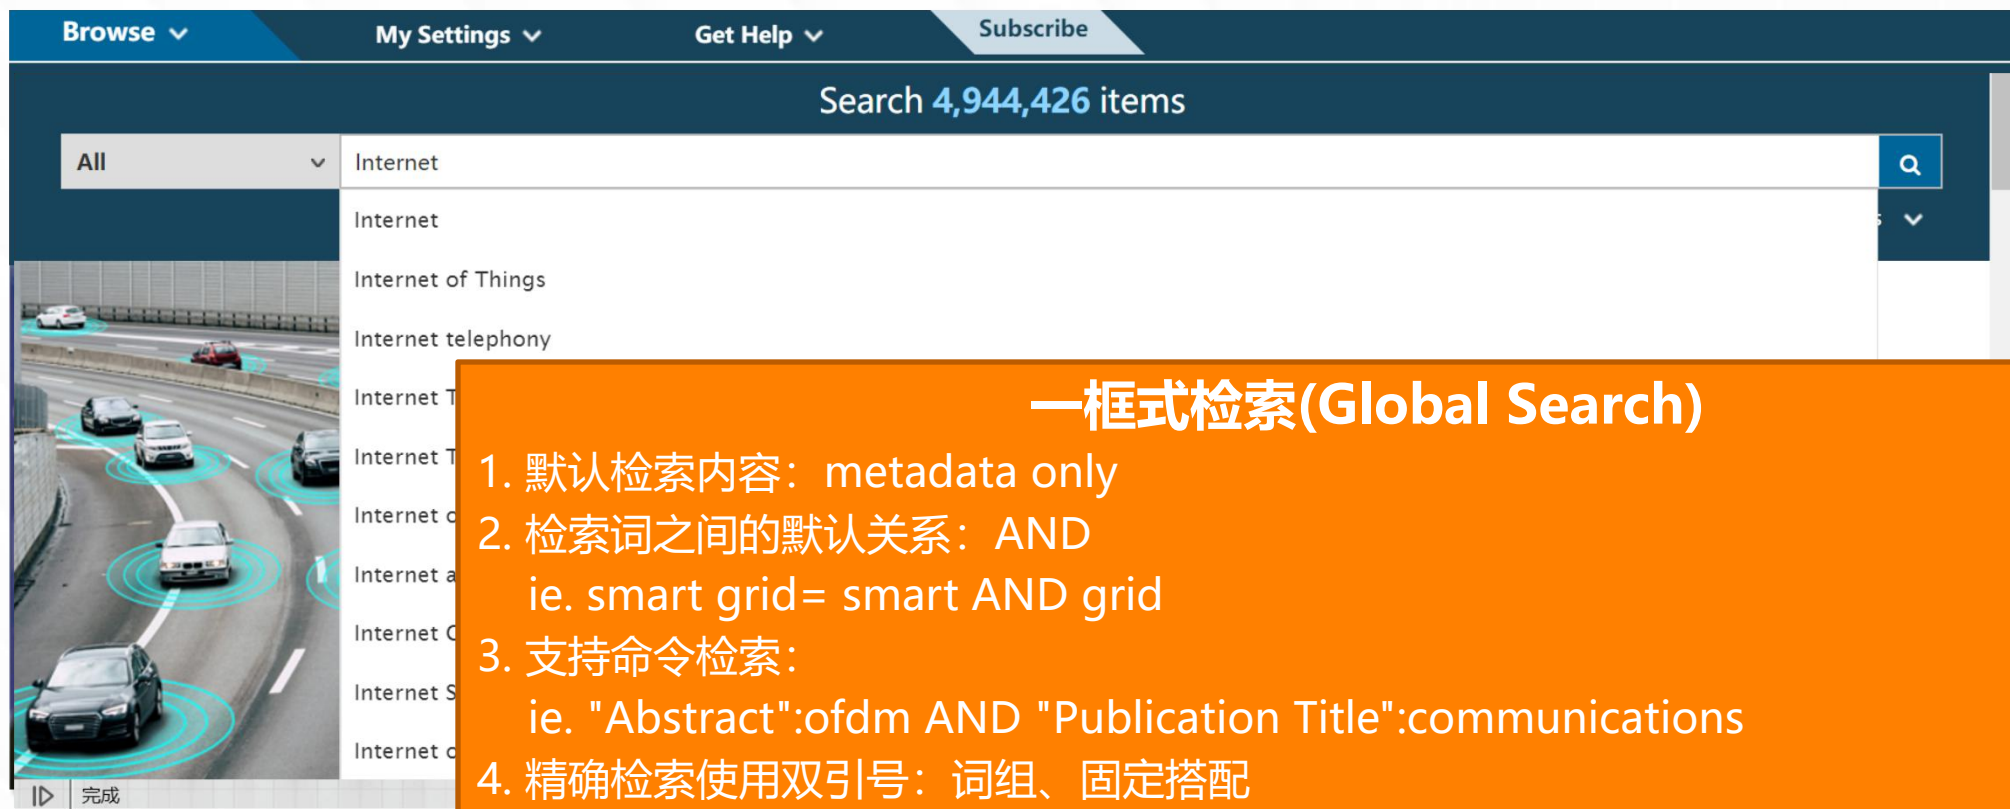 Browse My Settings Get Help Subscribe
Search 4,944,426 items
All Internet
Internet
Internet of Things
Internet telephony
Internet T
Internet T
Internet o
Internet a
Internet C
Internet S
Internet o
一框式检索(Global Search)
1. 默认检索内容：metadata only
2. 检索词之间的默认关系：AND
ie. smart grid= smart AND grid
3. 支持命令检索：
ie. "Abstract":ofdm AND "Publication Title":communications
4. 精确检索使用双引号：词组、固定搭配
完成